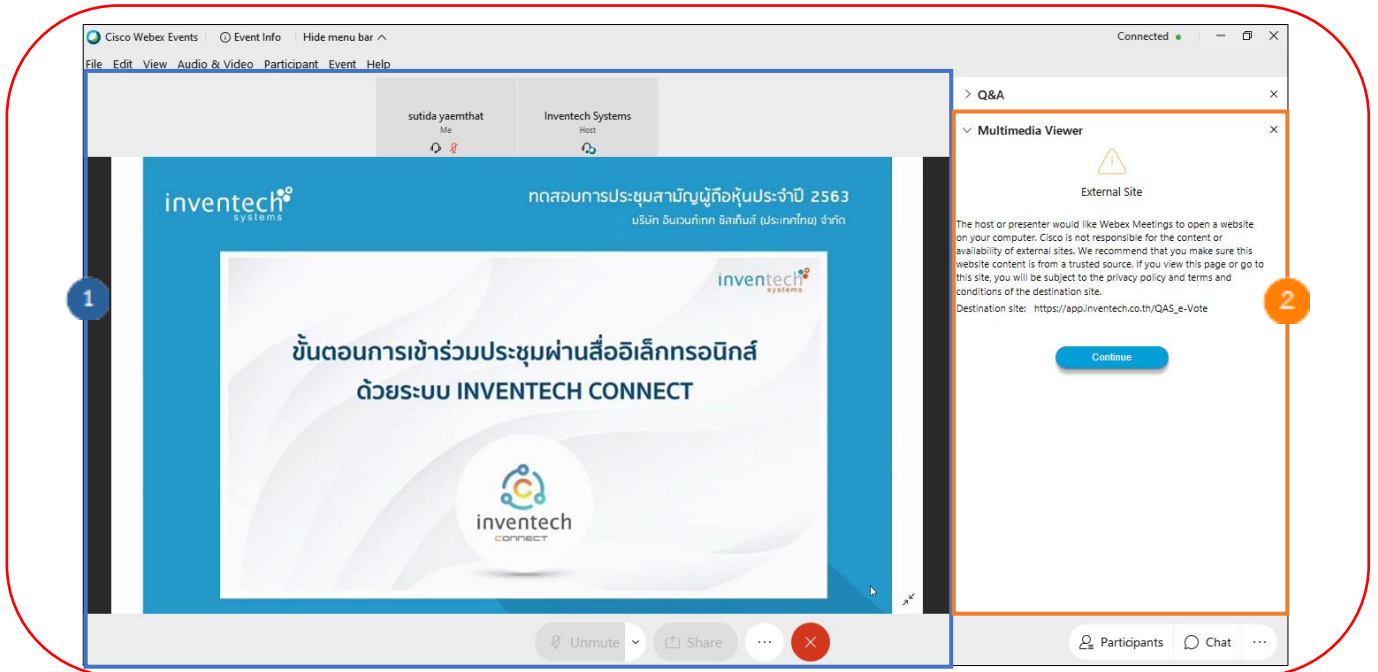 Cisco Webex Events
Event Info
Hide menu bar
Connected
File Edit View Audio & Video Participant Event Help
sutida yaemthat
Me
Inventech Systems
Host
inventech
systems
ทดสอบการประชุมสามัญผู้ถือหุ้นประจำปี 2563
บริษัท อินเวนท์เทค ซิสเท็มส์ (ประเทศไทย) จำกัด
inventech
systems
ขั้นตอนการเข้าร่วมประชุมผ่านสื่ออิเล็กทรอนิกส์
ด้วยระบบ INVENTECH CONNECT
C
inventech
CONNECT
1
Unmute
Share
Q&A
Multimedia Viewer
External Site
The host or presenter would like Webex Meetings to open a website
on your computer. Cisco is not responsible for the content or
availability of external sites. We recommend that you make sure this
website content is from a trusted source. If you view this page or go to
this site, you will be subject to the privacy policy and terms and
conditions of the destination site.
Destination site: https://app.inventech.co.th/QAS_e-Vote
2
Continue
Participants
Chat